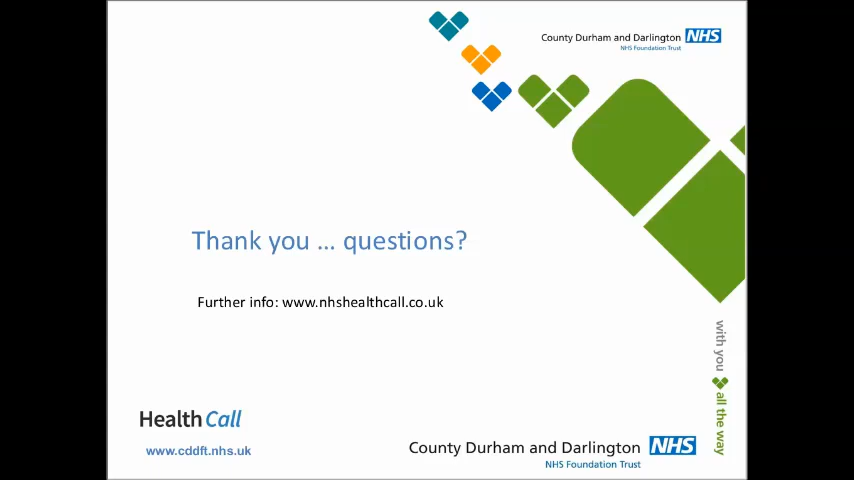 County Durham and Darlington NHS
NHS Foundation Trust
Thank you ... questions?
Further info: www.nhshealthcall.co.uk
with you
all the way
Health Call
www.cddft.nhs.uk
County Durham and Darlington NHS
NHS Foundation Trust